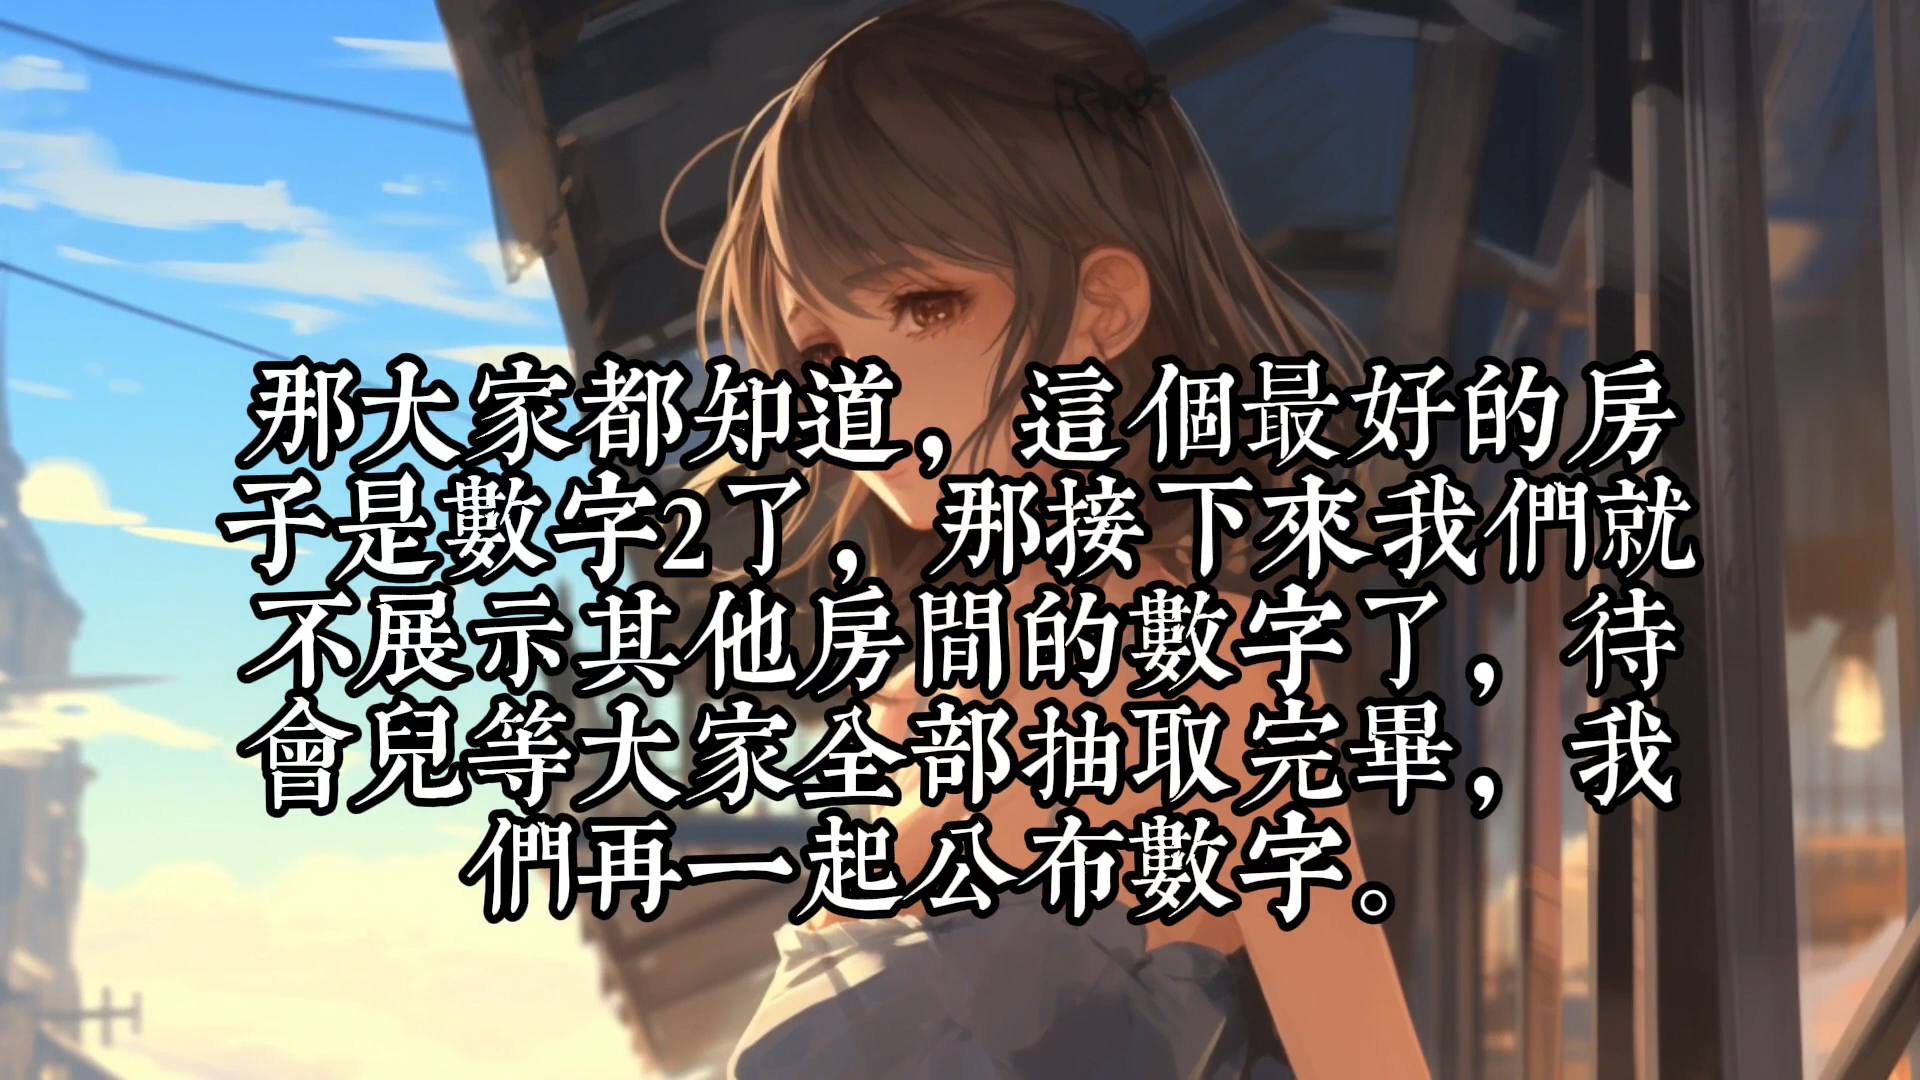 那大家都知道，這個最好的房
子是數字2了，那接下來我們就
不展示其他房間的數字了，待
會兒等大家全部抽取完畢，我
們再一起公布數字。